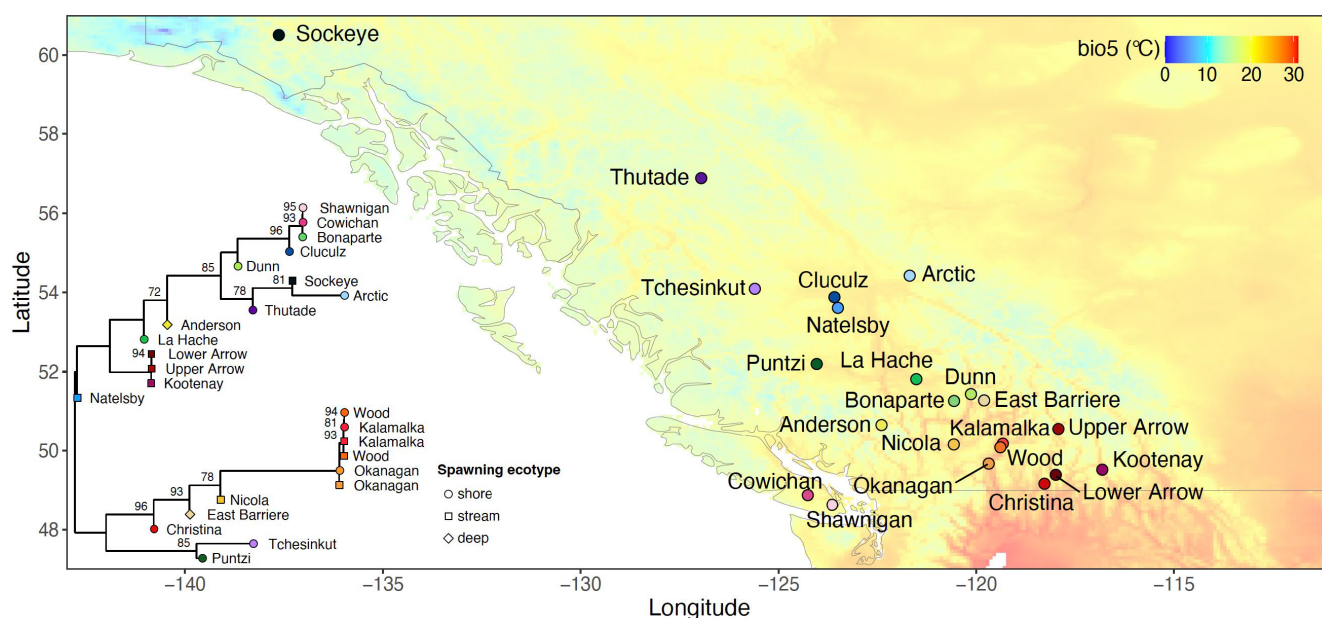 Sockeye
bio5 (°C)
0 10 20 30
Thutade
Arctic
Tchesinkut
Cluculz
Natelsby
Puntzi
La Hache
Dunn
Bonaparte
East Barriere
Anderson
Nicola
Kalamalka
Upper Arrow
Wood
Kootenay
Okanagan
Lower Arrow
Christina
Cowichan
Shawnigan
95
Shawnigan
93
Cowichan
96
Bonaparte
Cluculz
85
Dunn
81
Sockeye
78
Arctic
Thutade
72
Anderson
La Hache
94
Lower Arrow
Upper Arrow
Kootenay
Natelsby
94
Wood
81
Kalamalka
93
Kalamalka
Wood
78
Okanagan
Okanagan
93
Nicola
96
East Barriere
Christina
85
Tchesinkut
Puntzi
Spawning ecotype
shore
stream
deep
Latitude
60
58
56
54
52
50
48
−140 −135 −130 −125 −120 −115
Longitude